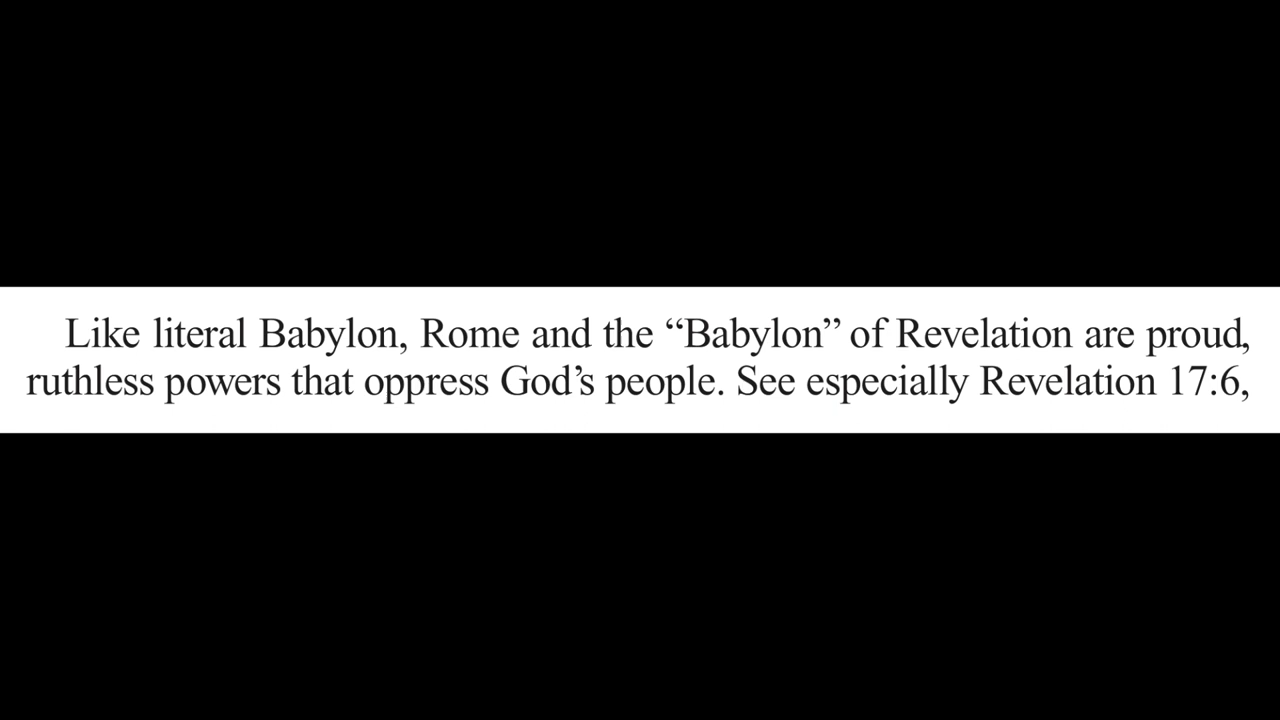 Like literal Babylon, Rome and the “Babylon” of Revelation are proud,
ruthless powers that oppress God’s people. See especially Revelation 17:6,